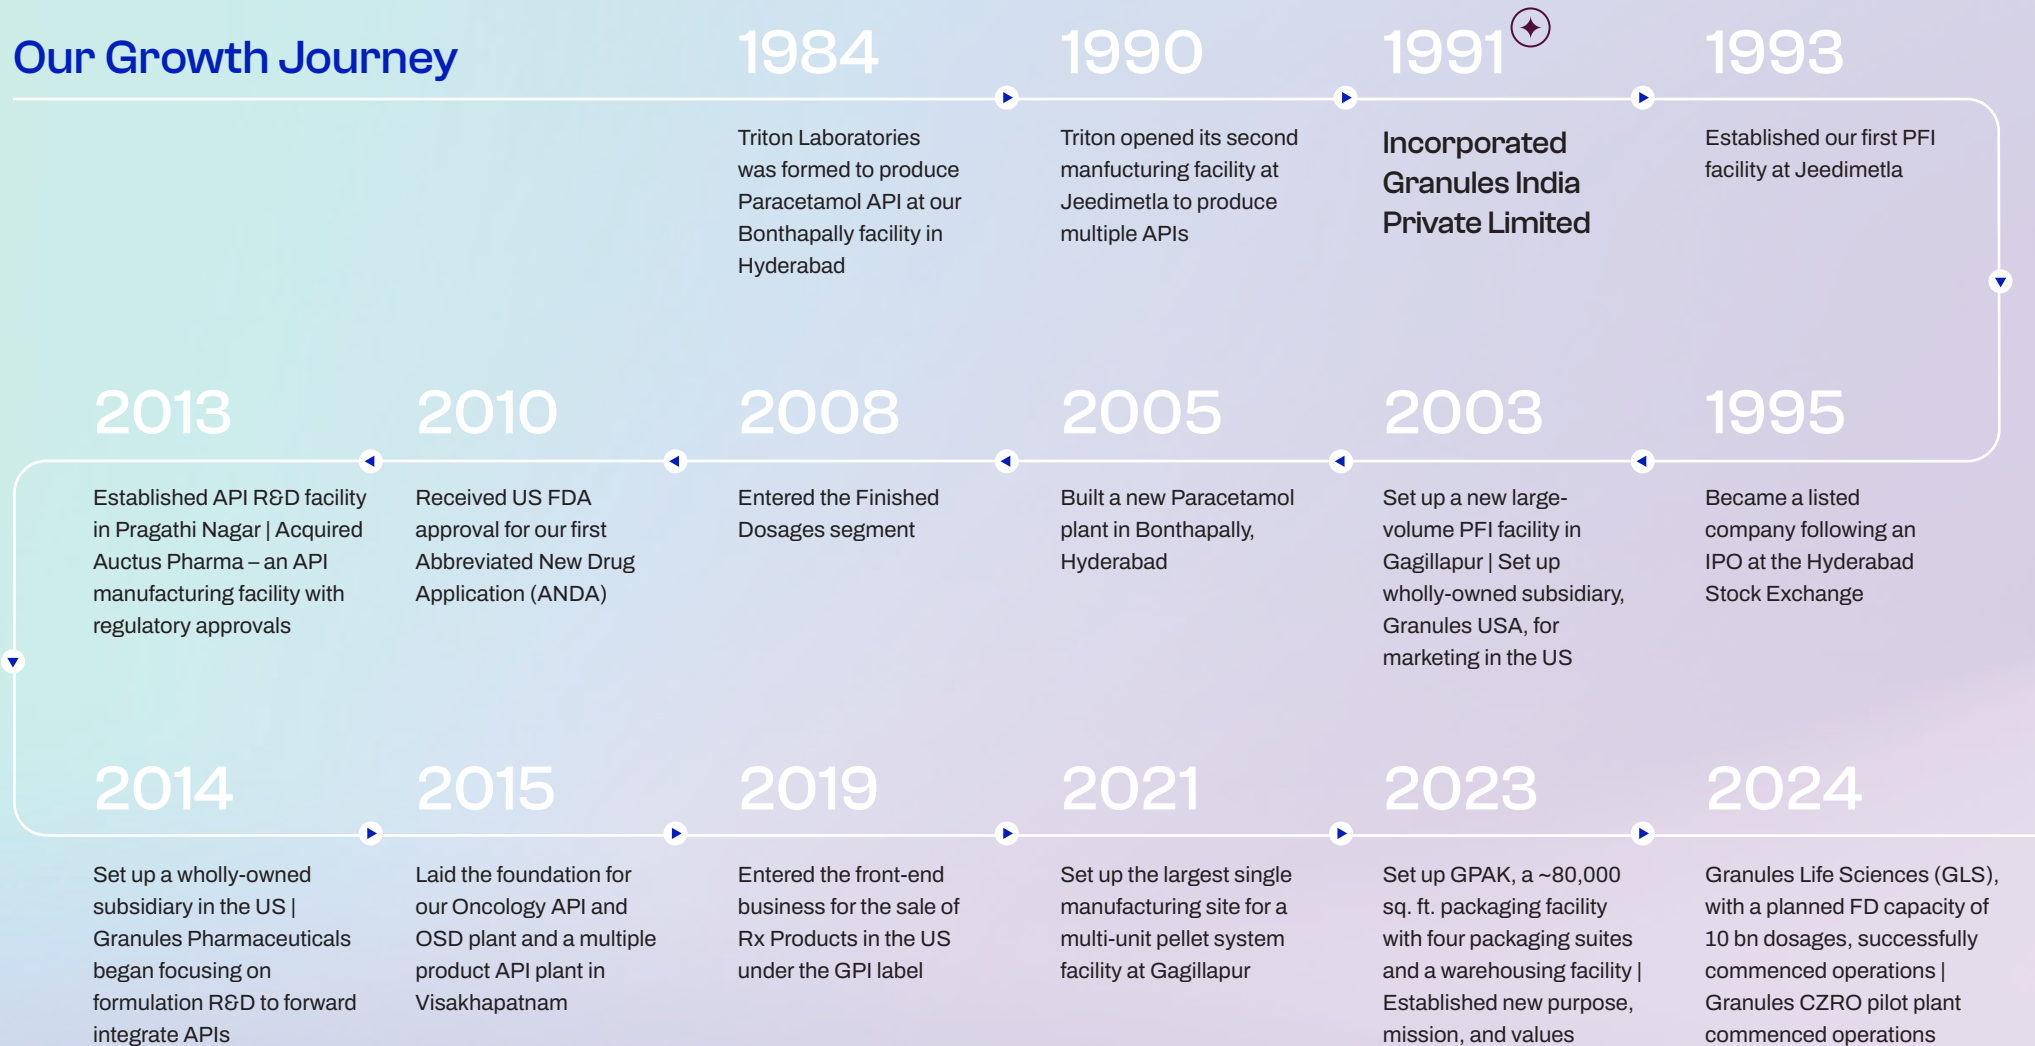 Our Growth Journey
1984
Triton Laboratories
was formed to produce
Paracetamol API at our
Bonthapally facility in
Hyderabad
1990
Triton opened its second
manfucturing facility at
Jeedimetla to produce
multiple APIs
1991
Incorporated
Granules India
Private Limited
1993
Established our first PFI
facility at Jeedimetla
1995
Became a listed
company following an
IPO at the Hyderabad
Stock Exchange
2003
Set up a new large-
volume PFI facility in
Gagillapur | Set up
wholly-owned subsidiary,
Granules USA, for
marketing in the US
2005
Built a new Paracetamol
plant in Bonthapally,
Hyderabad
2008
Entered the Finished
Dosages segment
2010
Received US FDA
approval for our first
Abbreviated New Drug
Application (ANDA)
2013
Established API R&D facility
in Pragathi Nagar | Acquired
Auctus Pharma – an API
manufacturing facility with
regulatory approvals
2014
Set up a wholly-owned
subsidiary in the US |
Granules Pharmaceuticals
began focusing on
formulation R&D to forward
integrate APIs
2015
Laid the foundation for
our Oncology API and
OSD plant and a multiple
product API plant in
Visakhapatnam
2019
Entered the front-end
business for the sale of
Rx Products in the US
under the GPI label
2021
Set up the largest single
manufacturing site for a
multi-unit pellet system
facility at Gagillapur
2023
Set up GPAK, a ~80,000
sq. ft. packaging facility
with four packaging suites
and a warehousing facility |
Established new purpose,
mission, and values
2024
Granules Life Sciences (GLS),
with a planned FD capacity of
10 bn dosages, successfully
commenced operations |
Granules CZRO pilot plant
commenced operations